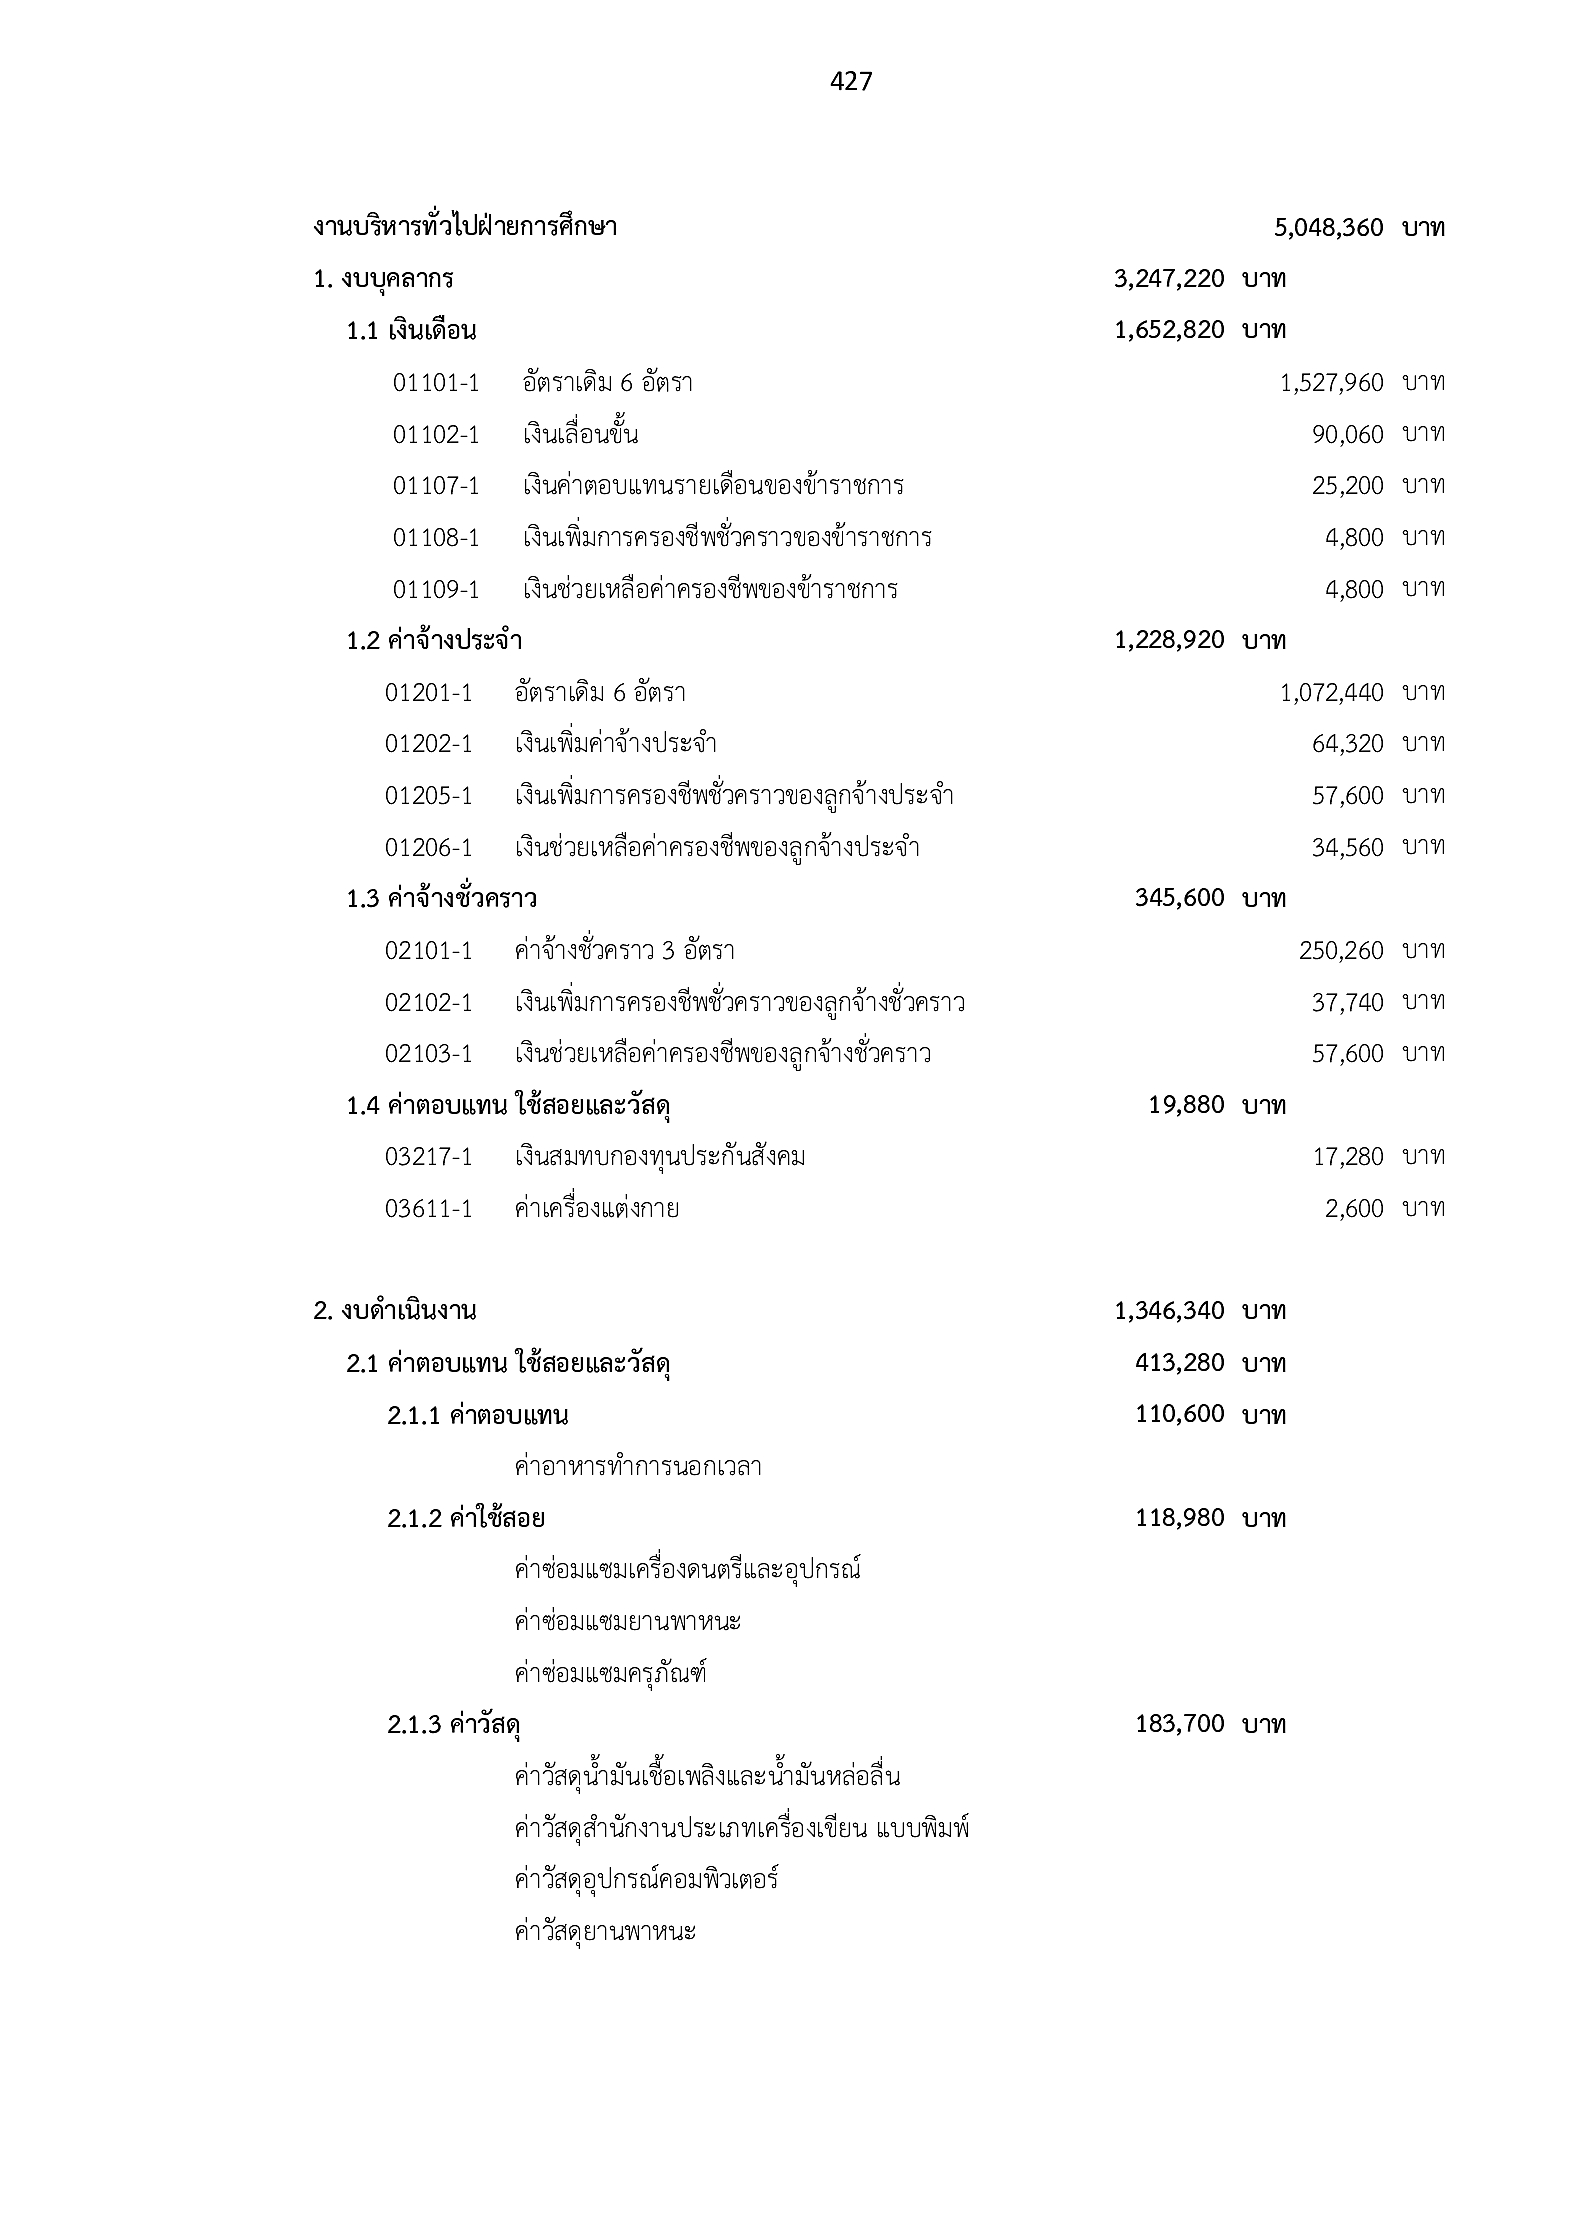 427
งานบริหารทั่วไปฝ่ายการศึกษา 5,048,360 บาท
1. งบบุคลากร 3,247,220 บาท
1.1 เงินเดือน 1,652,820 บาท
01101-1 อัตราเดิม 6 อัตรา 1,527,960 บาท
01102-1 เงินเลื่อนขั้น 90,060 บาท
01107-1 เงินค่าตอบแทนรายเดือนของข้าราชการ 25,200 บาท
01108-1 เงินเพิ่มการครองชีพชั่วคราวของข้าราชการ 4,800 บาท
01109-1 เงินช่วยเหลือค่าครองชีพของข้าราชการ 4,800 บาท
1.2 ค่าจ้างประจำ 1,228,920 บาท
01201-1 อัตราเดิม 6 อัตรา 1,072,440 บาท
01202-1 เงินเพิ่มค่าจ้างประจำ 64,320 บาท
01205-1 เงินเพิ่มการครองชีพชั่วคราวของลูกจ้างประจำ 57,600 บาท
01206-1 เงินช่วยเหลือค่าครองชีพของลูกจ้างประจำ 34,560 บาท
1.3 ค่าจ้างชั่วคราว 345,600 บาท
02101-1 ค่าจ้างชั่วคราว 3 อัตรา 250,260 บาท
02102-1 เงินเพิ่มการครองชีพชั่วคราวของลูกจ้างชั่วคราว 37,740 บาท
02103-1 เงินช่วยเหลือค่าครองชีพของลูกจ้างชั่วคราว 57,600 บาท
1.4 ค่าตอบแทน ใช้สอยและวัสดุ 19,880 บาท
03217-1 เงินสมทบกองทุนประกันสังคม 17,280 บาท
03611-1 ค่าเครื่องแต่งกาย 2,600 บาท
2. งบดำเนินงาน 1,346,340 บาท
2.1 ค่าตอบแทน ใช้สอยและวัสดุ 413,280 บาท
2.1.1 ค่าตอบแทน 110,600 บาท
ค่าอาหารทำการนอกเวลา
2.1.2 ค่าใช้สอย 118,980 บาท
ค่าซ่อมแซมเครื่องดนตรีและอุปกรณ์
ค่าซ่อมแซมยานพาหนะ
ค่าซ่อมแซมครุภัณฑ์
2.1.3 ค่าวัสดุ 183,700 บาท
ค่าวัสดุน้ำมันเชื้อเพลิงและน้ำมันหล่อลื่น
ค่าวัสดุสำนักงานประเภทเครื่องเขียน แบบพิมพ์
ค่าวัสดุอุปกรณ์คอมพิวเตอร์
ค่าวัสดุยานพาหนะ